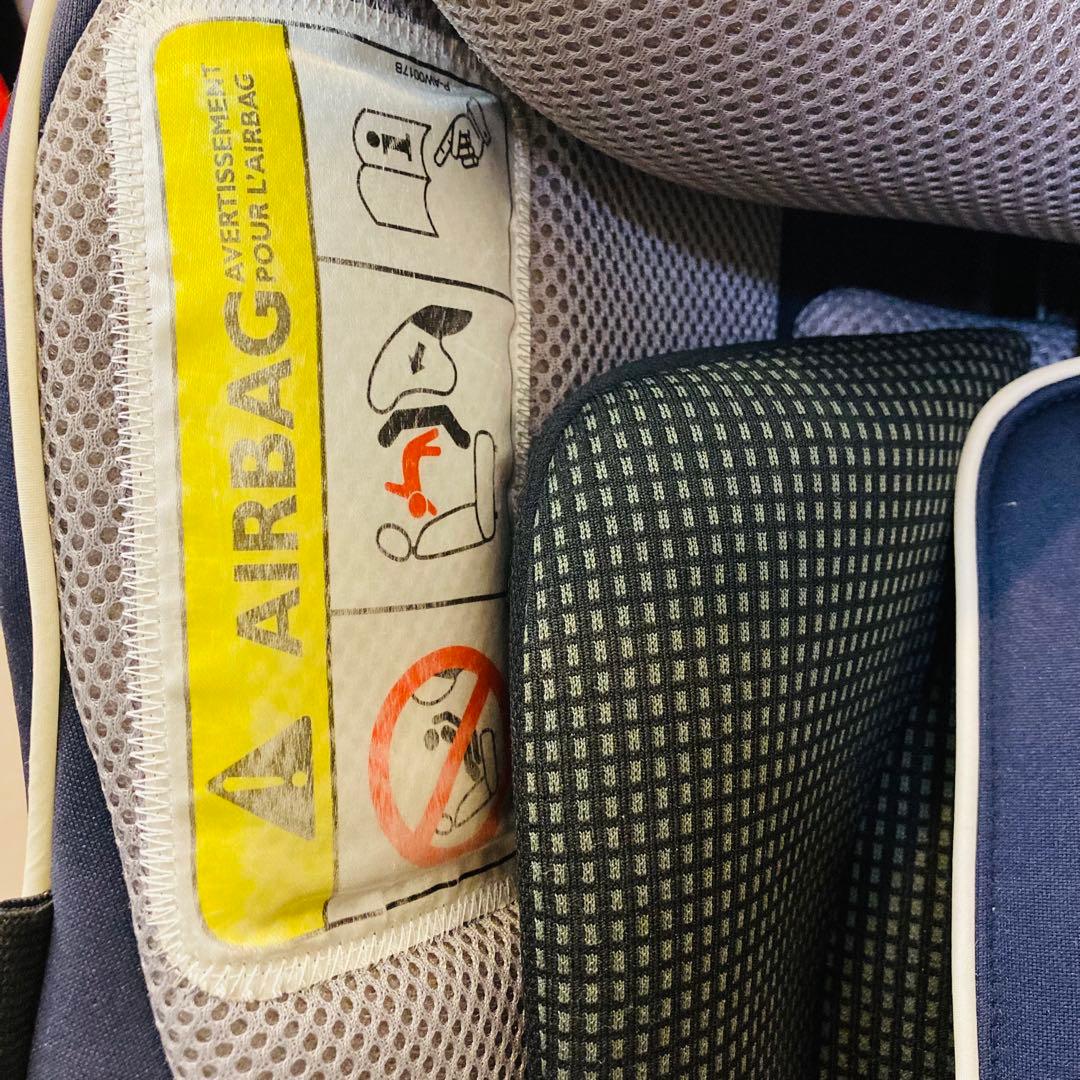 AIRBAG
AVERTISSEMENT
POUR L'AIRBAG
P-AW0017B